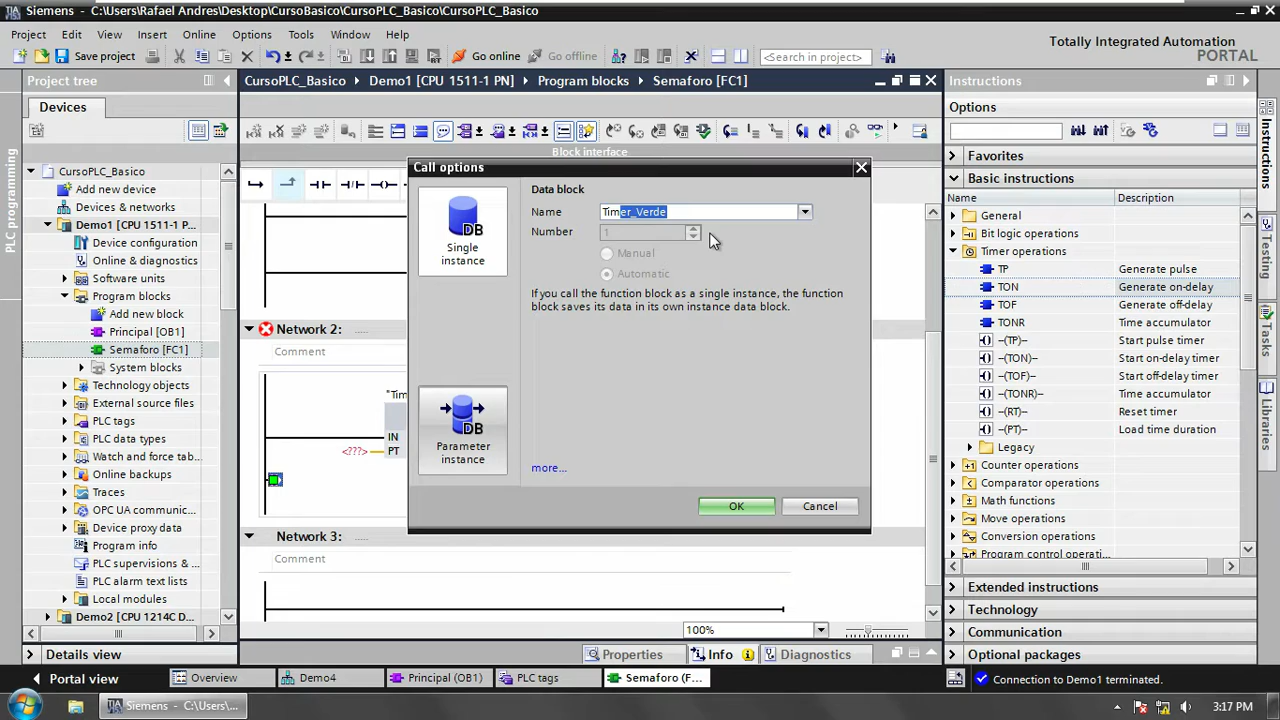 Siemens - C:\Users\Rafael Andres\Desktop\CursoBasico\CursoPLC_Basico\CursoPLC_Basico
Project Edit View Insert Online Options Tools Window Help
Totally Integrated Automation
PORTAL
Save project
Go online
Go offline
<Search in project>
Project tree
CursoPLC_Basico
Demo1 [CPU 1511-1 PN]
Program blocks
Semaforo [FC1]
Instructions
Devices
Options
PLC programming
Block interface
CursoPLC_Basico
Add new device
Devices & networks
Demo1 [CPU 1511-1 P...
Device configuration
Online & diagnostics
Software units
Program blocks
Add new block
Principal [OB1]
Semaforo [FC1]
System blocks
Technology objects
External source files
PLC tags
PLC data types
Watch and force tab...
Online backups
Traces
OPC UA communic...
Device proxy data
Program info
PLC supervisions & ...
PLC alarm text lists
Local modules
Demo2 [CPU 1214C D...
Details view
Network 2: .....
Comment
"Tim
IN
<???>
PT
Network 3: .....
Comment
100%
Call options
Single
instance
Parameter
instance
Data block
Name
Timer_Verde
Number
1
Manual
Automatic
If you call the function block as a single instance, the function
block saves its data in its own instance data block.
more...
OK
Cancel
Favorites
Basic instructions
Name Description
General
Bit logic operations
Timer operations
TP Generate pulse
TON Generate on-delay
TOF Generate off-delay
TONR Time accumulator
–(TP)– Start pulse timer
–(TON)– Start on-delay timer
–(TOF)– Start off-delay timer
–(TONR)– Time accumulator
–(RT)– Reset timer
–(PT)– Load time duration
Legacy
Counter operations
Comparator operations
Math functions
Move operations
Conversion operations
Program control operati...
Extended instructions
Technology
Communication
Optional packages
Instructions
Tasks
Libraries
Properties
Info
Diagnostics
Portal view
Overview
Demo4
Principal (OB1)
PLC tags
Semaforo (F...
Connection to Demo1 terminated.
Siemens - C:\Users\...
3:17 PM